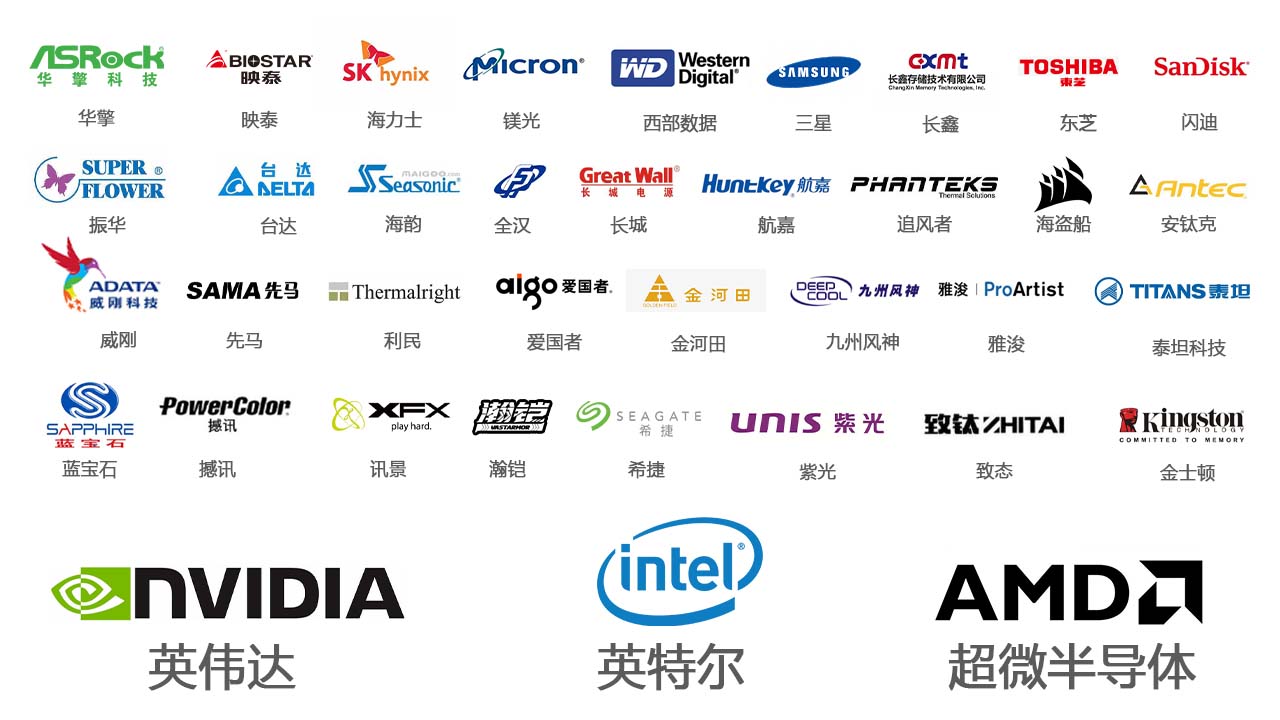 ASRock
华擎科技
BIOSTAR
映泰
SK hynix
Micron®
WD Western Digital®
SAMSUNG
cxmt
长鑫存储技术有限公司
ChangXin Memory Technologies, Inc.
TOSHIBA
東芝
SanDisk®
华擎 映泰 海力士 镁光 西部数据 三星 长鑫 东芝 闪迪
SUPER FLOWER ®
台达
DELTA
MAIGOO.com
Seasonic®
FSP
Great Wall®
长城电源
Huntkey®航嘉
PHANTEKS
Thermal Solutions
Antec
振华 台达 海韵 全汉 长城 航嘉 追风者 海盗船 安钛克
ADATA
威刚科技
SAMA 先马
Thermalright
aigo 爱国者®
金河田
GOLDEN FIELD
DEEP COOL 九州风神
雅浚 | ProArtist
TITANS泰坦
威刚 先马 利民 爱国者 金河田 九州风神 雅浚 泰坦科技
SAPPHIRE
蓝宝石
PowerColor
撼讯
XFX
play hard.
瀚铠
VASTARMOR
SEAGATE
希捷
UNIS 紫光
致钛 ZHITAI
Kingston
TECHNOLOGY
COMMITTED TO MEMORY
蓝宝石 撼讯 讯景 瀚铠 希捷 紫光 致态 金士顿
NVIDIA
intel®
AMD
英伟达 英特尔 超微半导体